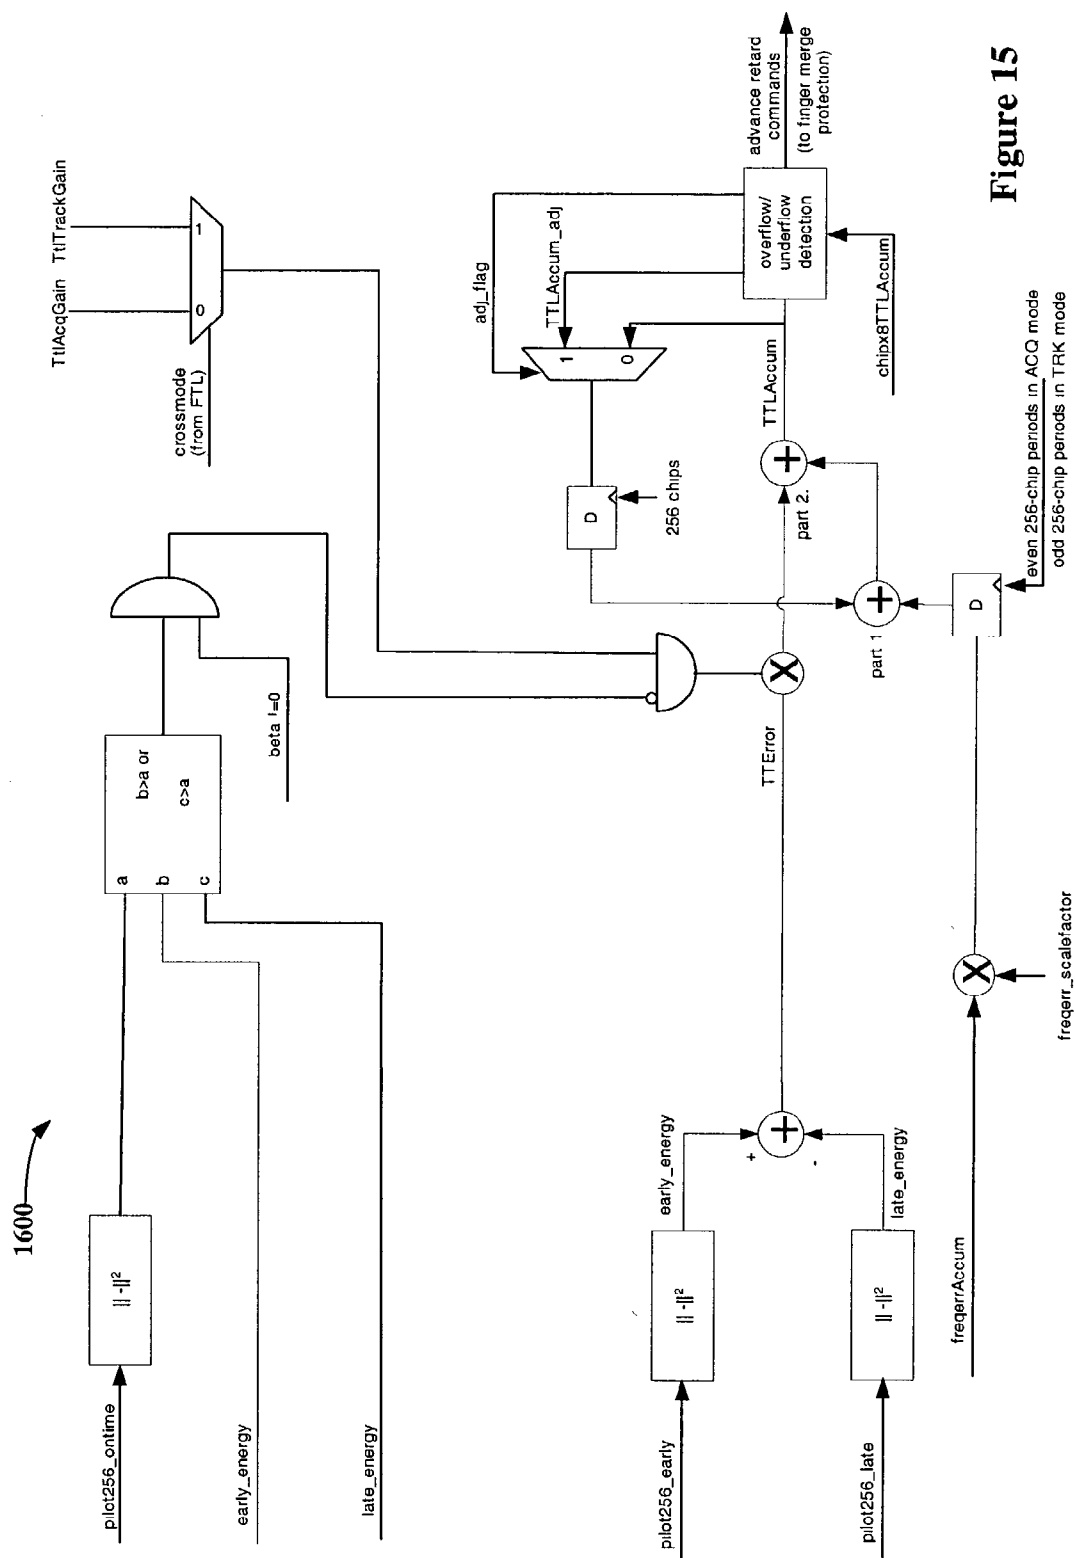 1600
pilot256_ontime
|| -||²
early_energy
late_energy
a
b
c
b>a or
c>a
beta !=0
crossmode
(from FTL)
TtlAcqGain
TtlTrackGain
0
1
pilot256_early
|| -||²
early_energy
+
+
-
late_energy
pilot256_late
|| -||²
TTError
X
part 2.
+
TTLAccum
D
256 chips
adj_flag
TTLAccum_adj
1
0
overflow/
underflow
detection
chipx8TTLAccum
advance retard
commands
(to finger merge
protection)
freqerrAccum
X
freqerr_scalefactor
part 1
+
D
even 256-chip periods in ACQ mode
odd 256-chip periods in TRK mode
Figure 15